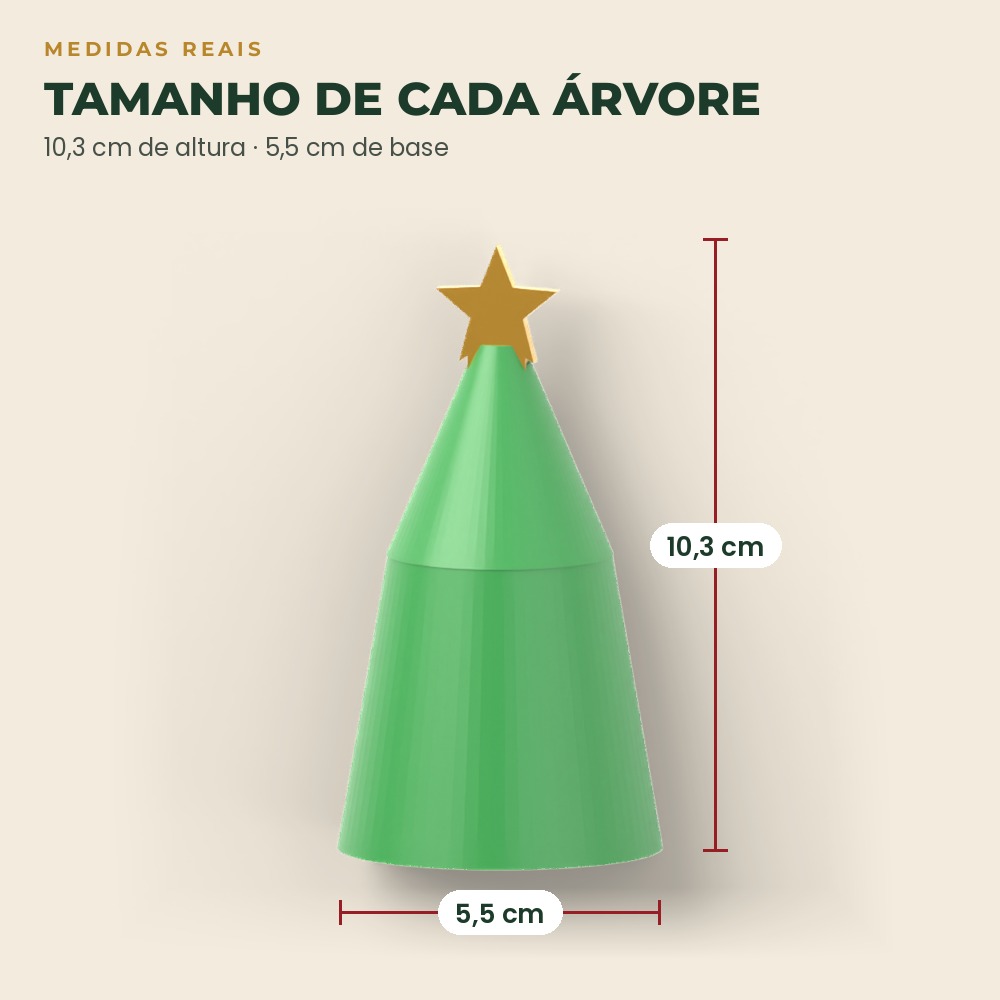 MEDIDAS REAIS
TAMANHO DE CADA ÁRVORE
10,3 cm de altura · 5,5 cm de base
10,3 cm
5,5 cm